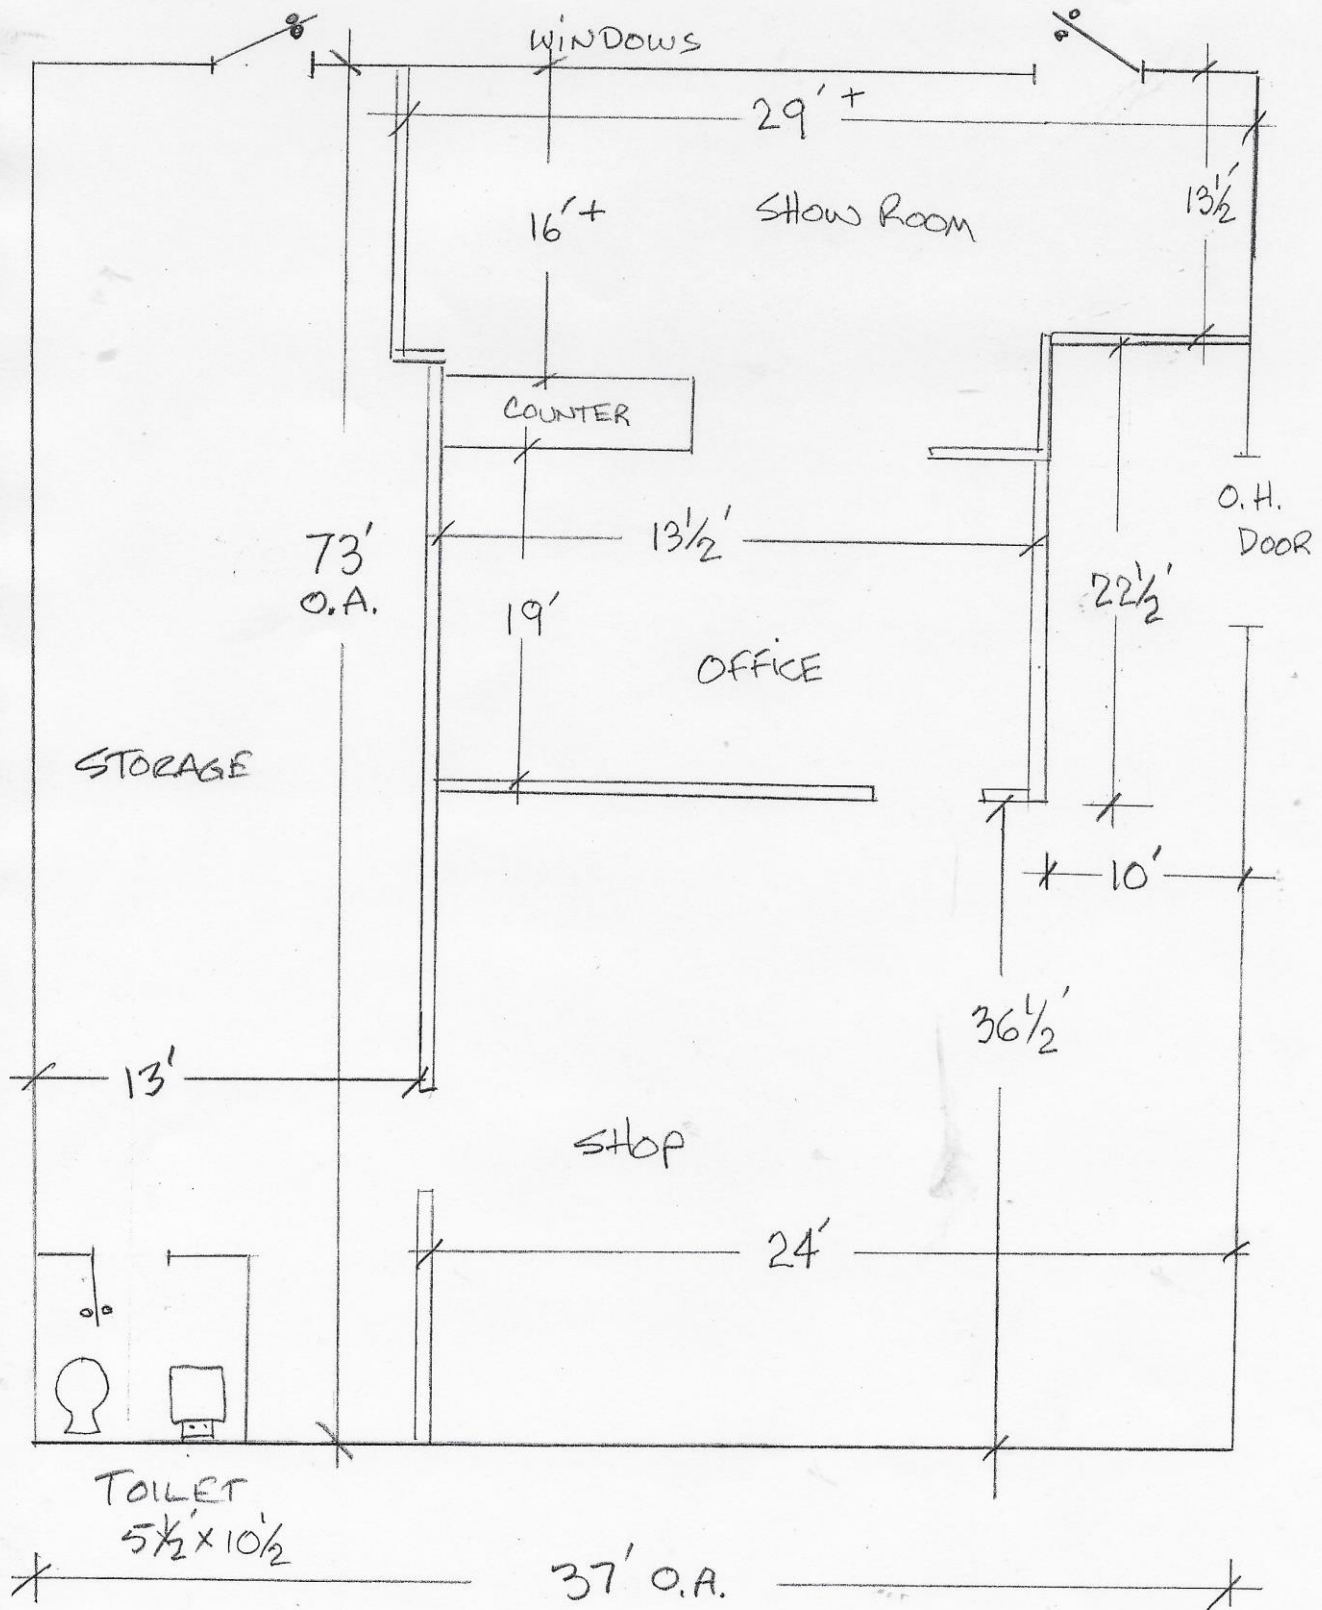 WINDOWS
29' +
16' +
SHOW ROOM
13½'
COUNTER
73'
O.A.
13½'
O.H.
DOOR
19'
22½'
OFFICE
STORAGE
10'
36½'
13'
SHOP
24'
TOILET
5½' x 10½'
37' O.A.